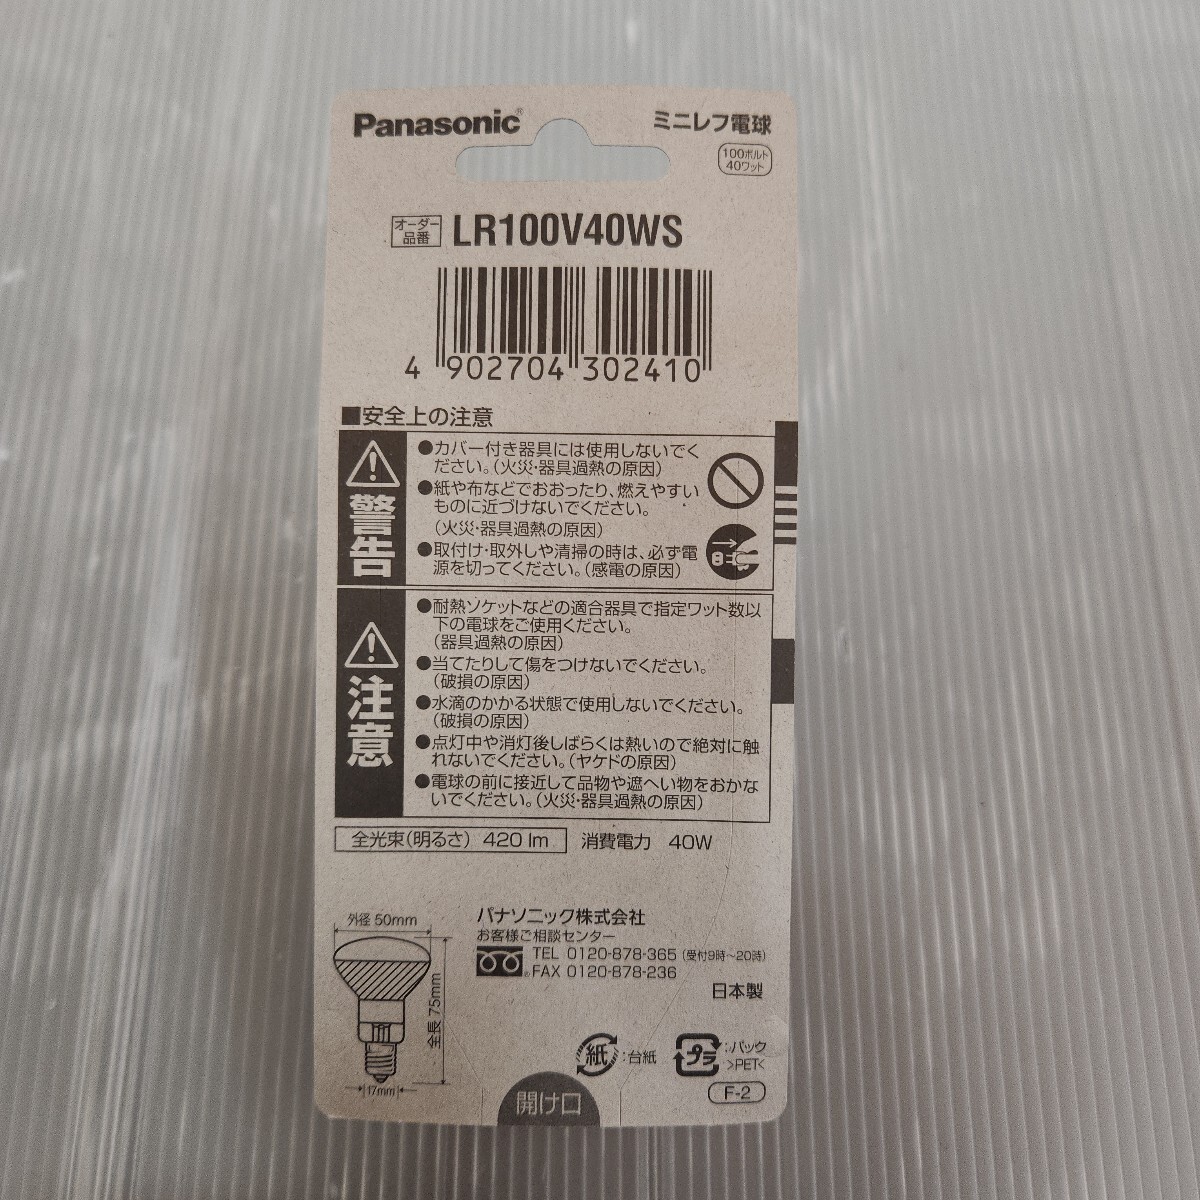 Panasonic®
ミニレフ電球
100ボルト
40ワット
オーダー
品番
LR100V40WS
4 902704 302410
■安全上の注意
警告
●カバー付き器具には使用しないでく
ださい。(火災・器具過熱の原因)
●紙や布などでおおったり、燃えやすい
ものに近づけないでください。
(火災・器具過熱の原因)
●取付け・取外しや清掃の時は、必ず電
源を切ってください。(感電の原因)
注意
●耐熱ソケットなどの適合器具で指定ワット数以
下の電球をご使用ください。
(器具過熱の原因)
●当てたりして傷をつけないでください。
(破損の原因)
●水滴のかかる状態で使用しないでください。
(破損の原因)
●点灯中や消灯後しばらくは熱いので絶対に触
れないでください。(ヤケドの原因)
●電球の前に接近して品物や遮へい物をおかな
いでください。(火災・器具過熱の原因)
全光束(明るさ) 420 lm
消費電力 40W
外径 50mm
全長 75mm
17mm
パナソニック株式会社
お客様ご相談センター
TEL 0120-878-365 (受付9時~20時)
FAX 0120-878-236
日本製
紙 :台紙
プラ :パック
>PET<
F-2
開け口